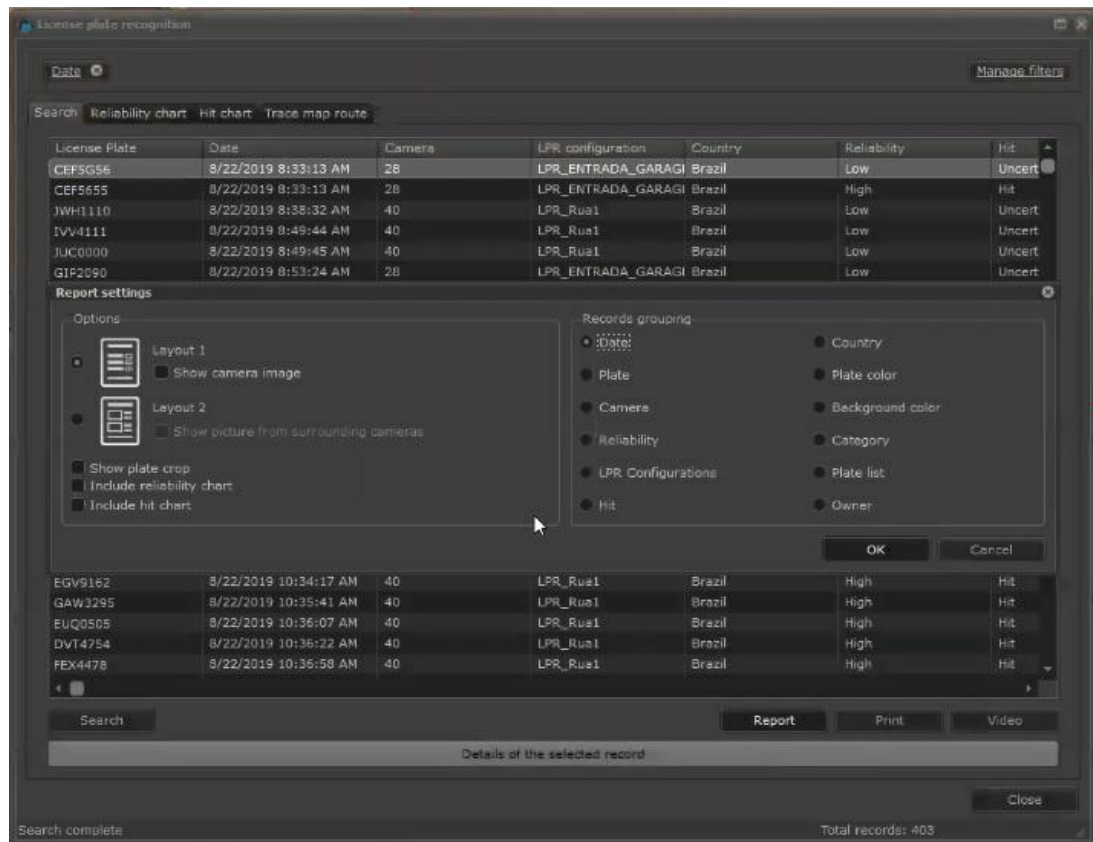 License plate recognition
Date
Manage filters
Search Reliability chart Hit chart Trace map route
License Plate Date Camera LPR configuration Country Reliability Hit
CEF5G56 8/22/2019 8:33:13 AM 28 LPR_ENTRADA_GARAGI Brazil Low Uncert
CEF5655 8/22/2019 8:33:13 AM 28 LPR_ENTRADA_GARAGI Brazil High Hit
JWH1110 8/22/2019 8:38:32 AM 40 LPR_Rua1 Brazil Low Uncert
IVV4111 8/22/2019 8:49:44 AM 40 LPR_Rua1 Brazil Low Uncert
JUC0000 8/22/2019 8:49:45 AM 40 LPR_Rua1 Brazil Low Uncert
GIP2090 8/22/2019 8:53:24 AM 28 LPR_ENTRADA_GARAGI Brazil Low Uncert
Report settings
Options
Layout 1
Show camera image
Layout 2
Show picture from surrounding cameras
Show plate crop
Include reliability chart
Include hit chart
Records grouping
Date Country
Plate Plate color
Camera Background color
Reliability Category
LPR Configurations Plate list
Hit Owner
OK Cancel
EGV9162 8/22/2019 10:34:17 AM 40 LPR_Rua1 Brazil High Hit
GAW3295 8/22/2019 10:35:41 AM 40 LPR_Rua1 Brazil High Hit
EUQ0505 8/22/2019 10:36:07 AM 40 LPR_Rua1 Brazil High Hit
DVT4754 8/22/2019 10:36:22 AM 40 LPR_Rua1 Brazil High Hit
FEX4478 8/22/2019 10:36:58 AM 40 LPR_Rua1 Brazil High Hit
Search Report Print Video
Details of the selected record
Close
Search complete Total records: 403